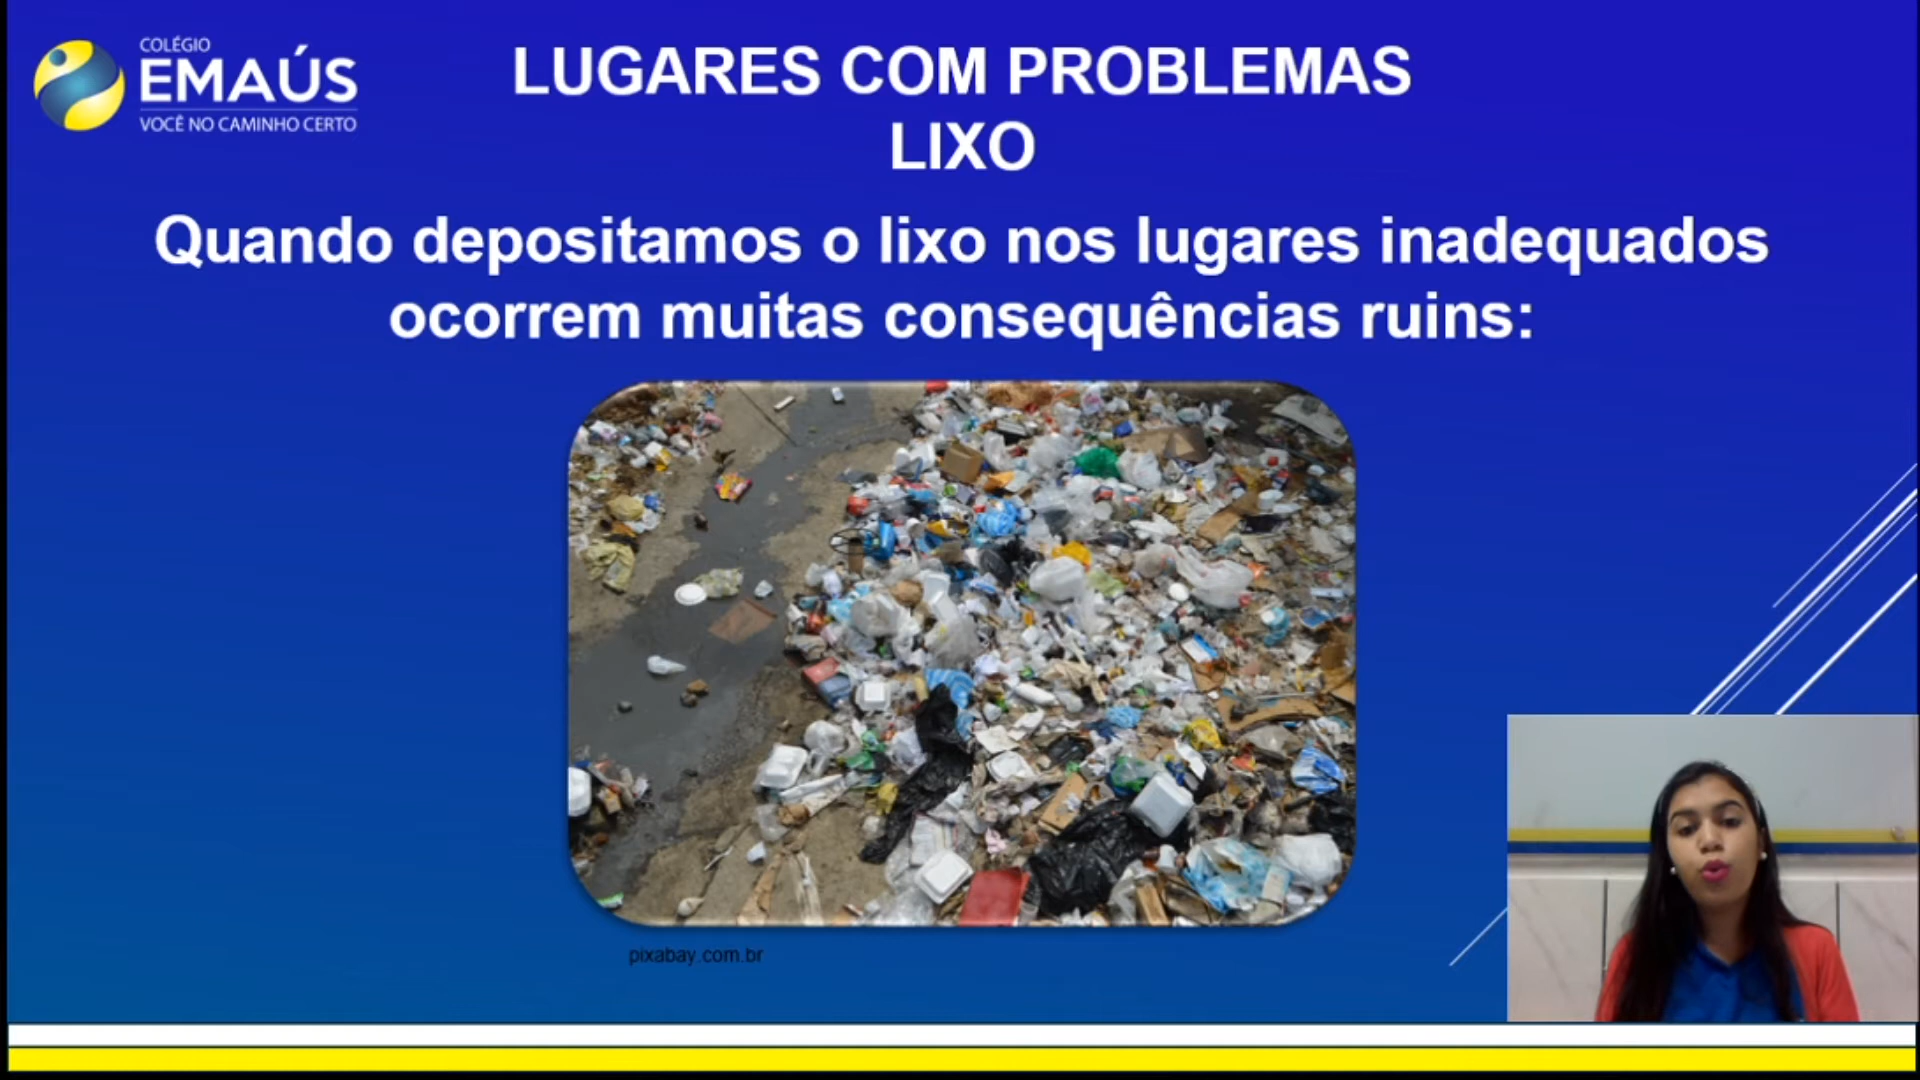 COLÉGIO
EMAÚS
VOCÊ NO CAMINHO CERTO
LUGARES COM PROBLEMAS
LIXO
Quando depositamos o lixo nos lugares inadequados
ocorrem muitas consequências ruins:
pixabay.com.br